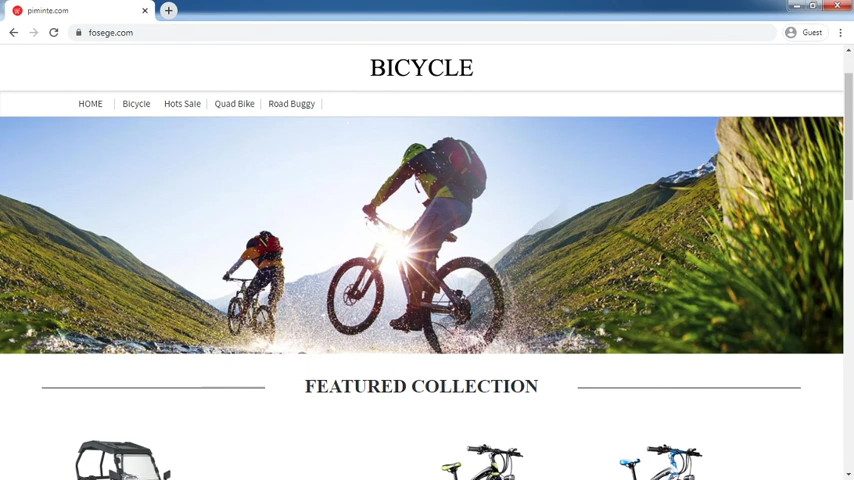 piminte.com
fosege.com
Guest
BICYCLE
HOME Bicycle Hots Sale Quad Bike Road Buggy
FEATURED COLLECTION